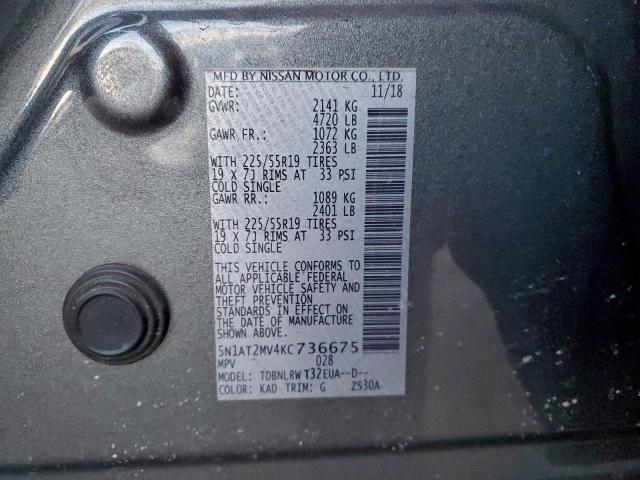 MFD BY NISSAN MOTOR CO., LTD.
DATE: 11/18
GVWR: 2141 KG
4720 LB
GAWR FR.: 1072 KG
2363 LB
WITH 225/55R19 TIRES
19 X 7J RIMS AT 33 PSI
COLD SINGLE
GAWR RR.: 1089 KG
2401 LB
WITH 225/55R19 TIRES
19 X 7J RIMS AT 33 PSI
COLD SINGLE
THIS VEHICLE CONFORMS TO
ALL APPLICABLE FEDERAL
MOTOR VEHICLE SAFETY AND
THEFT PREVENTION
STANDARDS IN EFFECT ON
THE DATE OF MANUFACTURE
SHOWN ABOVE.
5N1AT2MV4KC736675
MPV 028
MODEL: TDBNLRW T32EUA--D--
COLOR: KAD TRIM: G ZS30A